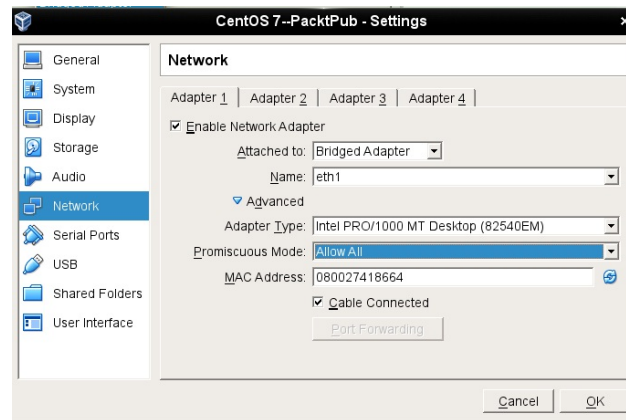 CentOS 7--PacktPub - Settings
General
System
Display
Storage
Audio
Network
Serial Ports
USB
Shared Folders
User Interface
Network
Adapter 1 Adapter 2 Adapter 3 Adapter 4
Enable Network Adapter
Attached to: Bridged Adapter
Name: eth1
Advanced
Adapter Type: Intel PRO/1000 MT Desktop (82540EM)
Promiscuous Mode: Allow All
MAC Address: 080027418664
Cable Connected
Port Forwarding
Cancel OK